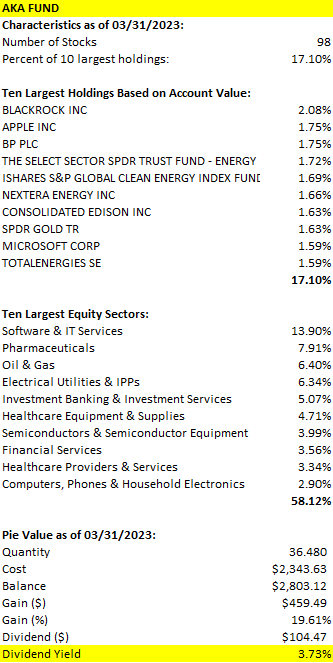 AKA FUND
Characteristics as of 03/31/2023:
Number of Stocks 98
Percent of 10 largest holdings: 17.10%
Ten Largest Holdings Based on Account Value:
BLACKROCK INC 2.08%
APPLE INC 1.75%
BP PLC 1.75%
THE SELECT SECTOR SPDR TRUST FUND - ENERGY 1.72%
ISHARES S&P GLOBAL CLEAN ENERGY INDEX FUND 1.69%
NEXTERA ENERGY INC 1.66%
CONSOLIDATED EDISON INC 1.63%
SPDR GOLD TR 1.63%
MICROSOFT CORP 1.59%
TOTALENERGIES SE 1.59%
17.10%
Ten Largest Equity Sectors:
Software & IT Services 13.90%
Pharmaceuticals 7.91%
Oil & Gas 6.40%
Electrical Utilities & IPPs 6.34%
Investment Banking & Investment Services 5.07%
Healthcare Equipment & Supplies 4.71%
Semiconductors & Semiconductor Equipment 3.99%
Financial Services 3.56%
Healthcare Providers & Services 3.34%
Computers, Phones & Household Electronics 2.90%
58.12%
Pie Value as of 03/31/2023:
Quantity 36.480
Cost $2,343.63
Balance $2,803.12
Gain ($) $459.49
Gain (%) 19.61%
Dividend ($) $104.47
Dividend Yield 3.73%